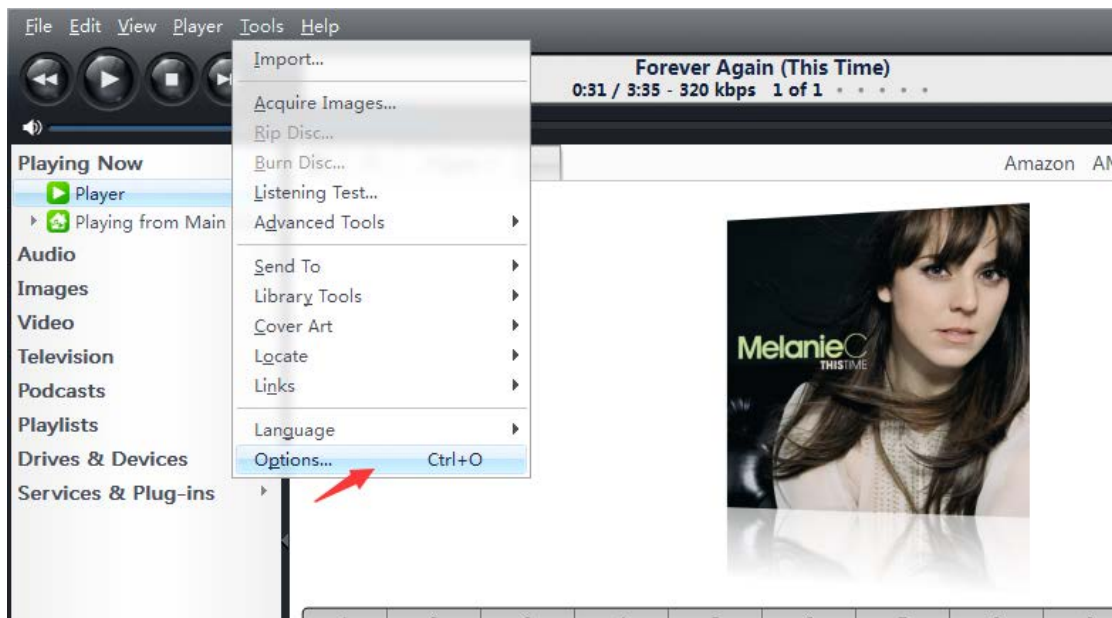 File Edit View Player Tools Help
Forever Again (This Time)
0:31 / 3:35 - 320 kbps 1 of 1
Import...
Acquire Images...
Rip Disc...
Burn Disc...
Listening Test...
Advanced Tools
Send To
Library Tools
Cover Art
Locate
Links
Language
Options... Ctrl+O
Playing Now
Player
Playing from Main
Audio
Images
Video
Television
Podcasts
Playlists
Drives & Devices
Services & Plug-ins
Amazon
MelanieC
THISTIME